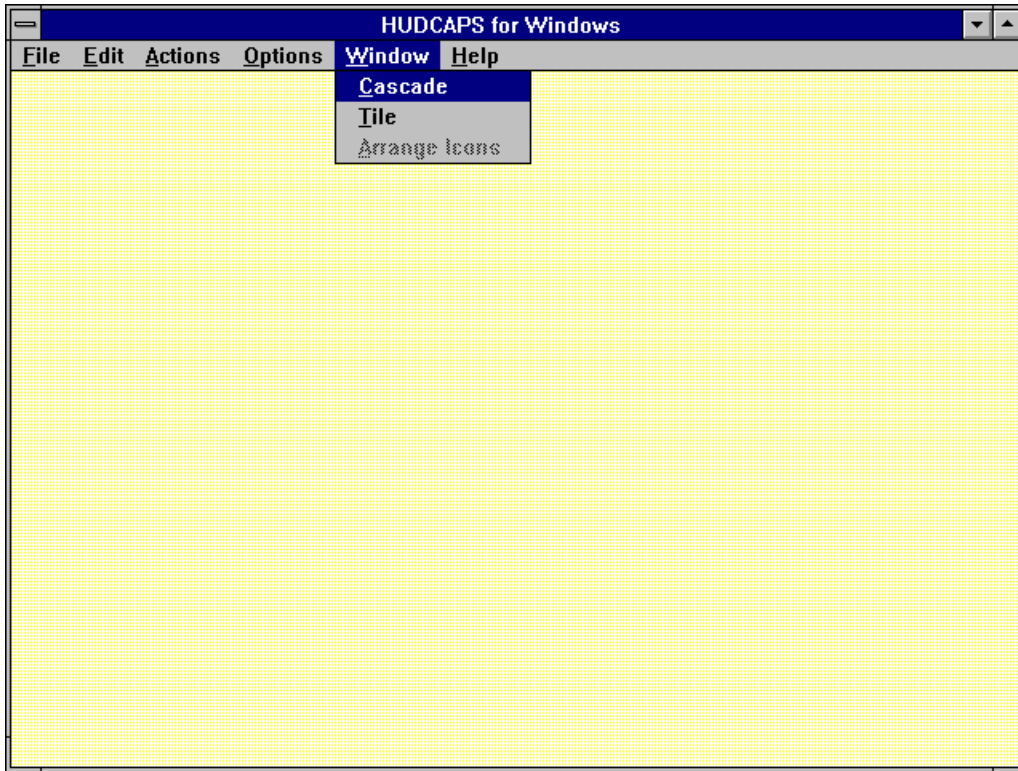 HUDCAPS for Windows
File Edit Actions Options Window Help
Cascade
Tile
Arrange Icons